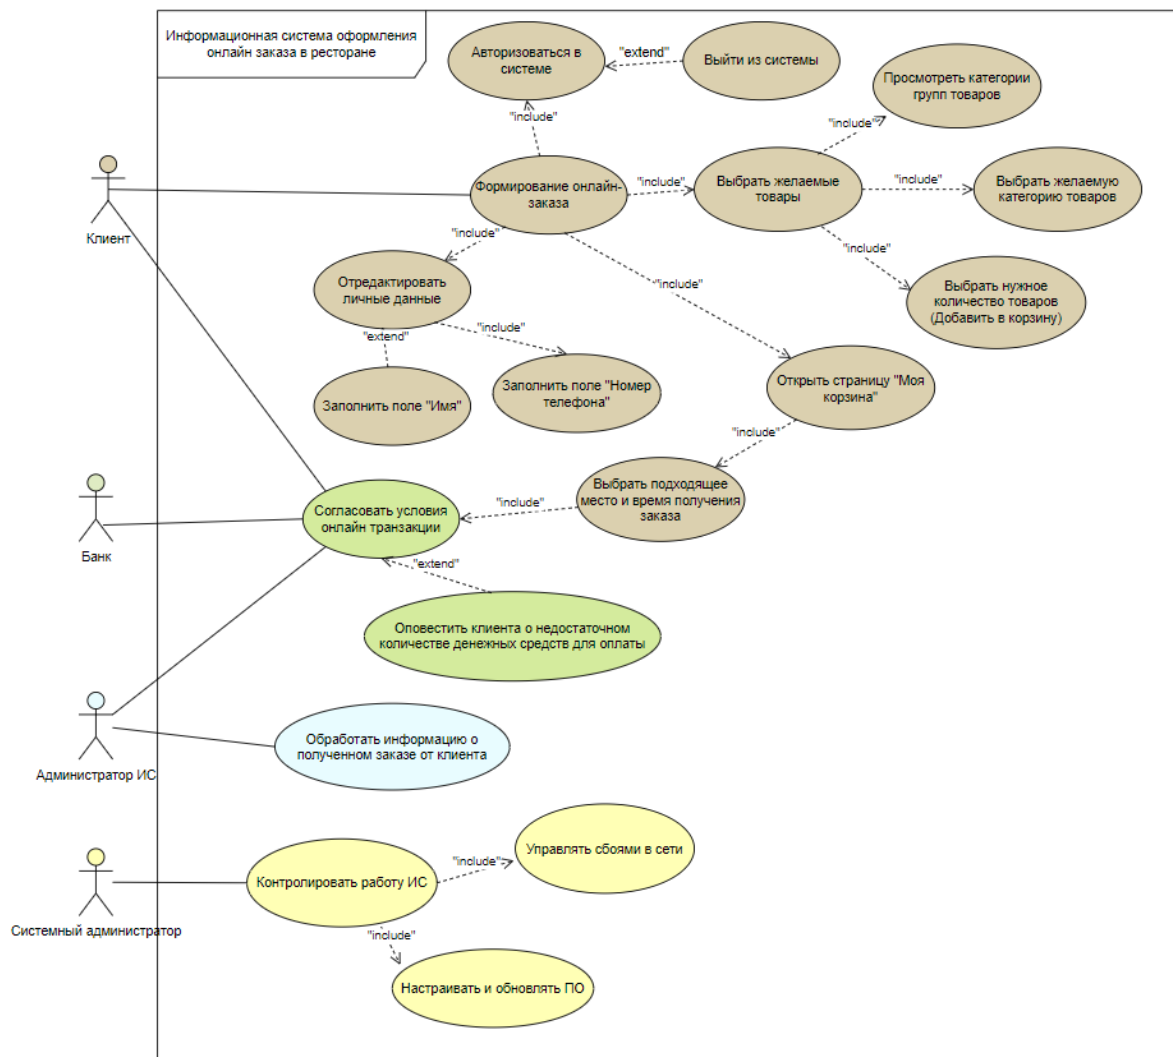 Информационная система оформления
онлайн заказа в ресторане
Авторизоваться в
системе
"extend"
Выйти из системы
Просмотреть категории
групп товаров
"include"
"include"
Клиент
Формирование онлайн-
заказа
"include"
Выбрать желаемые
товары
"include"
Выбрать желаемую
категорию товаров
"include"
"include"
Отредактировать
личные данные
"include"
Выбрать нужное
количество товаров
(Добавить в корзину)
"extend"
"include"
Заполнить поле "Имя"
Заполнить поле "Номер
телефона"
Открыть страницу "Моя
корзина"
"include"
Банк
Согласовать условия
онлайн транзакции
"include"
Выбрать подходящее
место и время получения
заказа
"extend"
Оповестить клиента о недостаточном
количестве денежных средств для оплаты
Администратор ИС
Обработать информацию о
полученном заказе от клиента
Системный администратор
Контролировать работу ИС
"include"
Управлять сбоями в сети
"include"
Настраивать и обновлять ПО